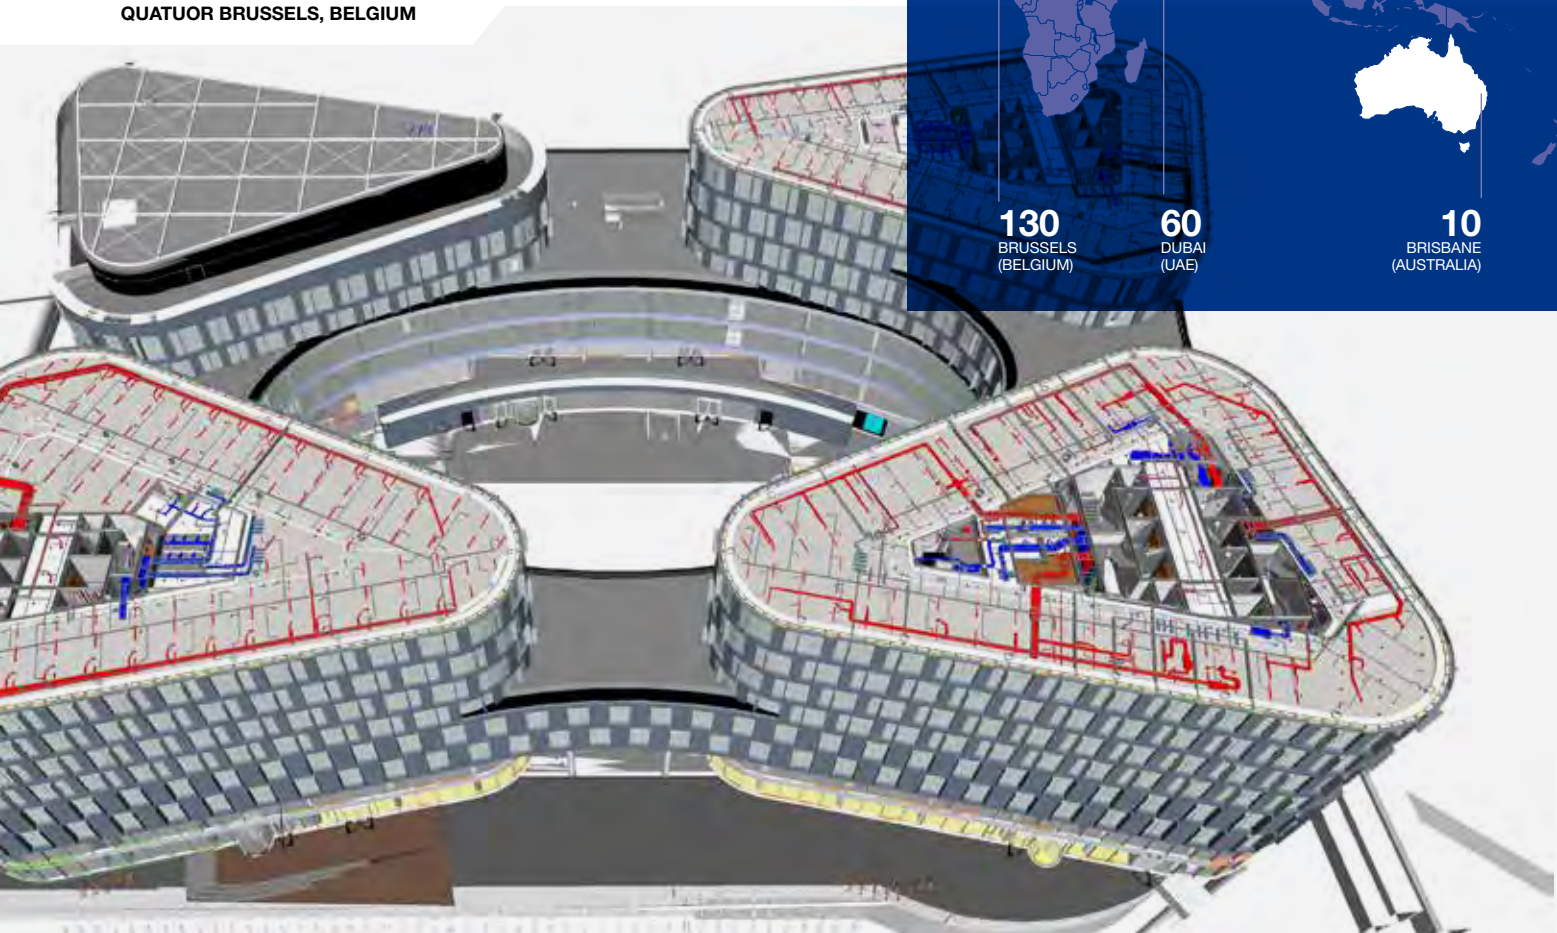 QUATUOR BRUSSELS, BELGIUM
130
BRUSSELS
(BELGIUM)
60
DUBAI
(UAE)
10
BRISBANE
(AUSTRALIA)